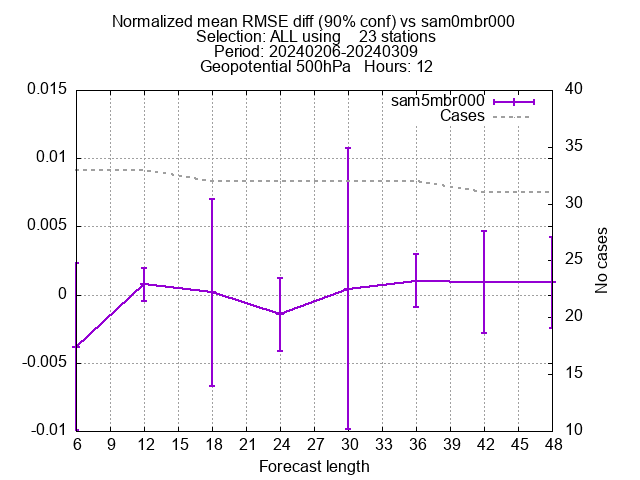 Normalized mean RMSE diff (90% conf) vs sam0mbr000
Selection: ALL using    23 stations
Period: 20240206-20240309
Geopotential 500hPa   Hours: 12
sam5mbr000
Cases
0.015
0.01
0.005
0
-0.005
-0.01
40
35
30
25
20
15
10
No cases
6 9 12 15 18 21 24 27 30 33 36 39 42 45 48
Forecast length